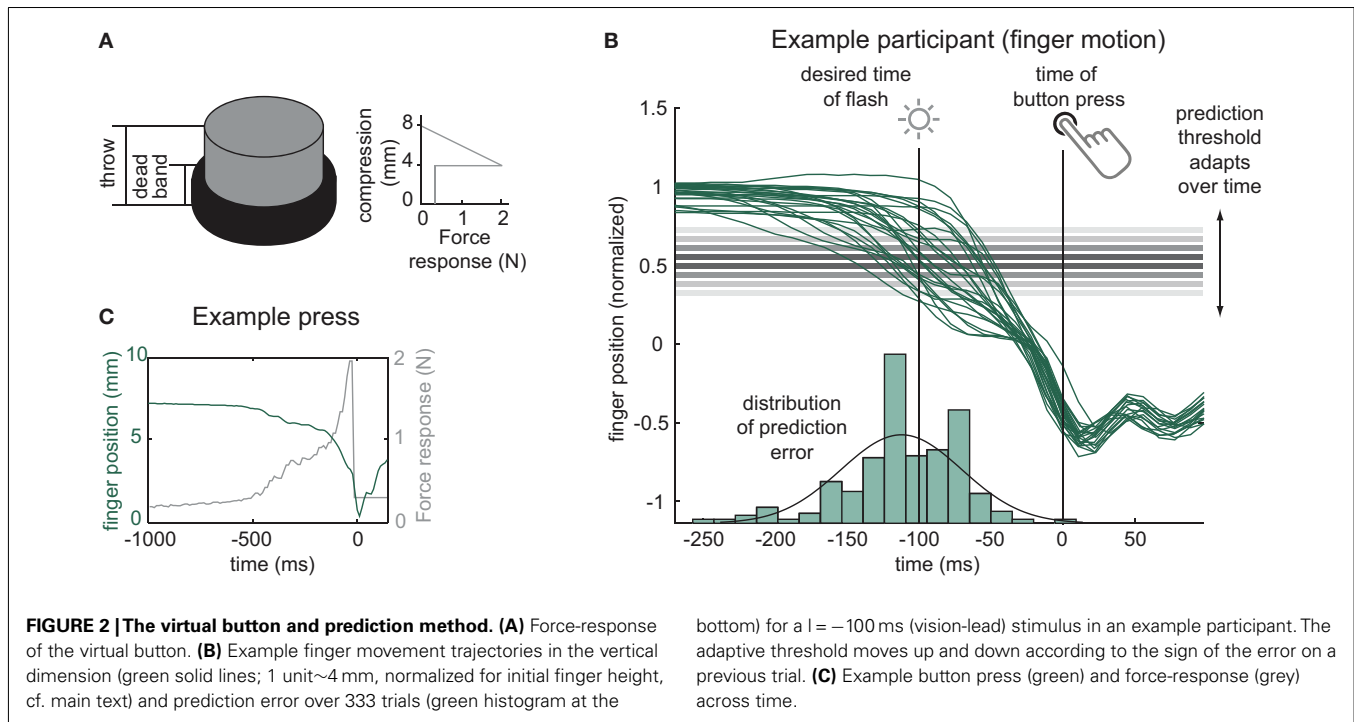 A
throw
dead
band
compression
(mm)
8
4
0
0 1 2
Force
response (N)
B
Example participant (finger motion)
desired time
of flash
time of
button press
prediction
threshold
adapts
over time
finger position (normalized)
1.5
1
0.5
0
-0.5
-1
distribution
of prediction
error
-250 -200 -150 -100 -50 0 50
time (ms)
C
Example press
finger position (mm)
10
5
0
Force response (N)
2
1
0
-1000 -500 0
time (ms)
FIGURE 2 | The virtual button and prediction method. (A) Force-response
of the virtual button. (B) Example finger movement trajectories in the vertical
dimension (green solid lines; 1 unit~4 mm, normalized for initial finger height,
cf. main text) and prediction error over 333 trials (green histogram at the
bottom) for a l = −100 ms (vision-lead) stimulus in an example participant. The
adaptive threshold moves up and down according to the sign of the error on a
previous trial. (C) Example button press (green) and force-response (grey)
across time.